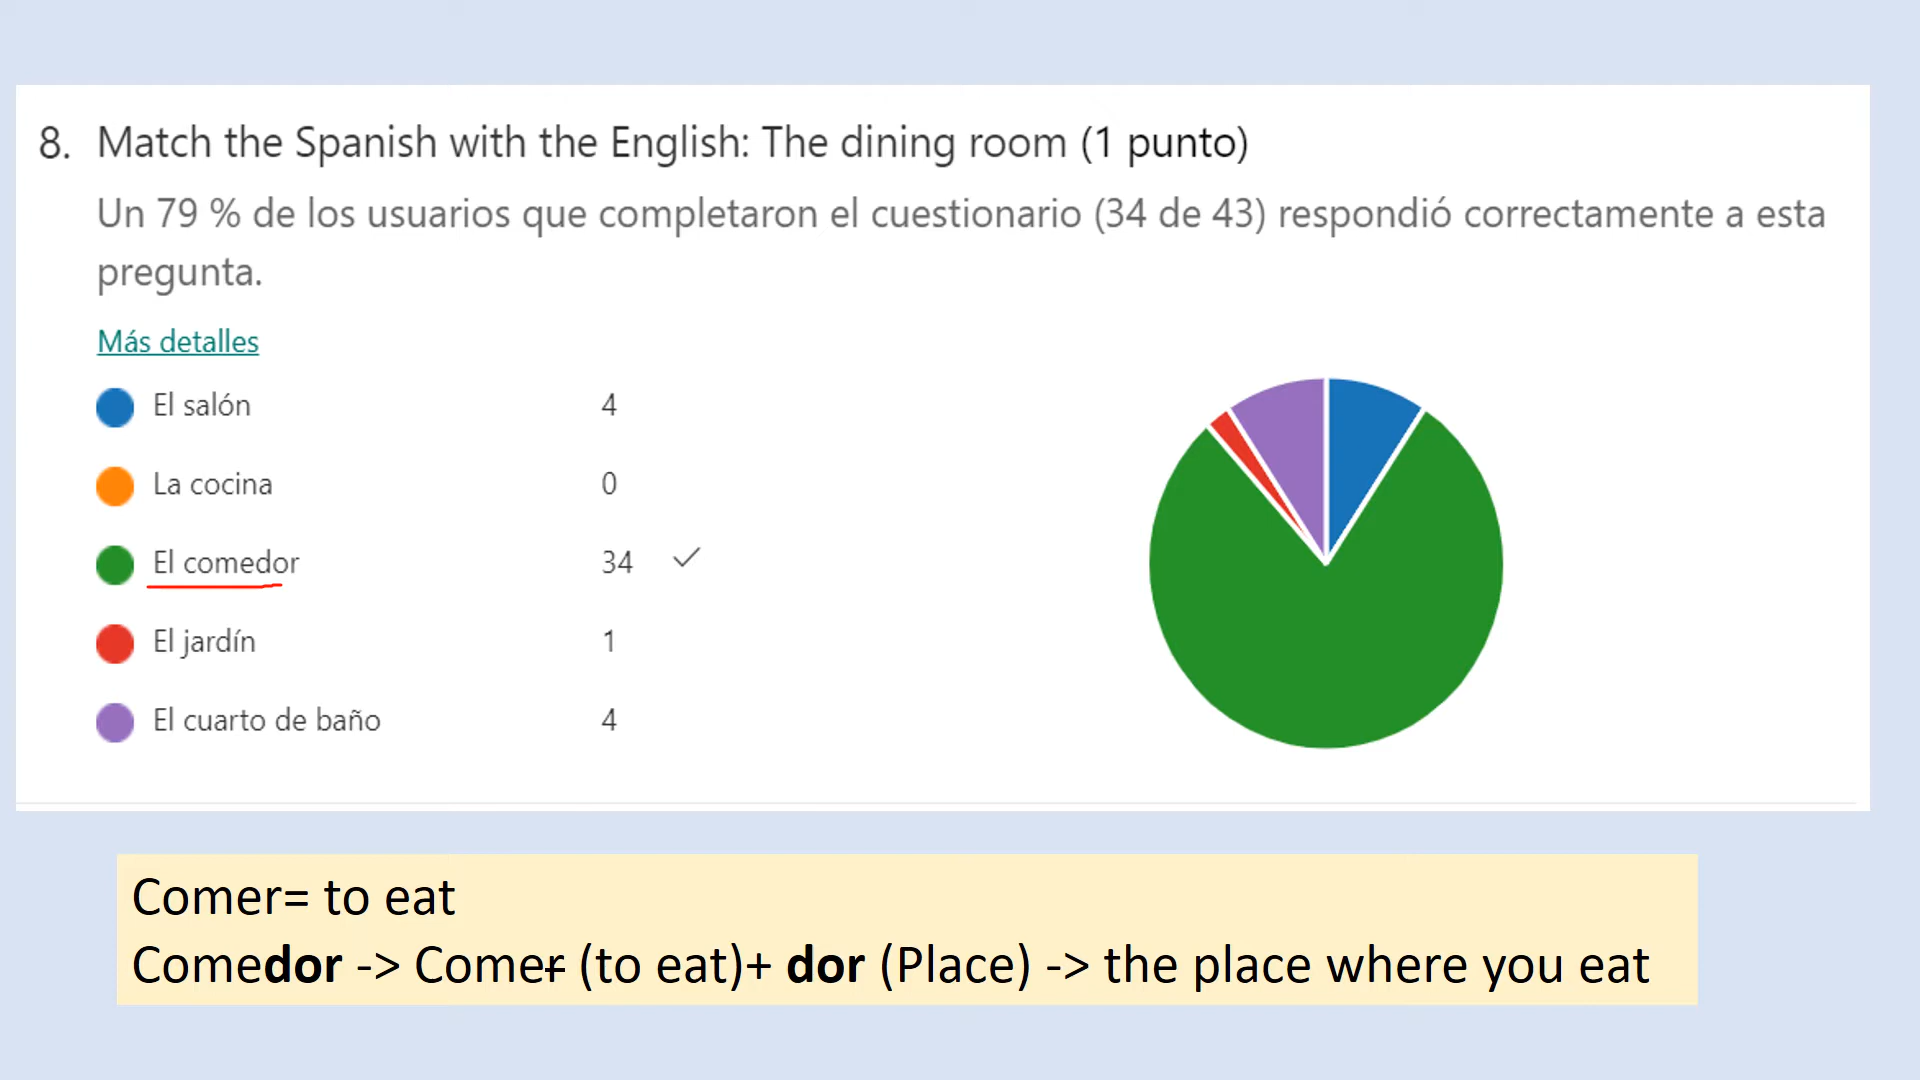 8. Match the Spanish with the English: The dining room (1 punto)
Un 79 % de los usuarios que completaron el cuestionario (34 de 43) respondió correctamente a esta
pregunta.
Más detalles
El salón 4
La cocina 0
El comedor 34
El jardín 1
El cuarto de baño 4
Comer= to eat
Comedor -> Comer (to eat)+ dor (Place) -> the place where you eat